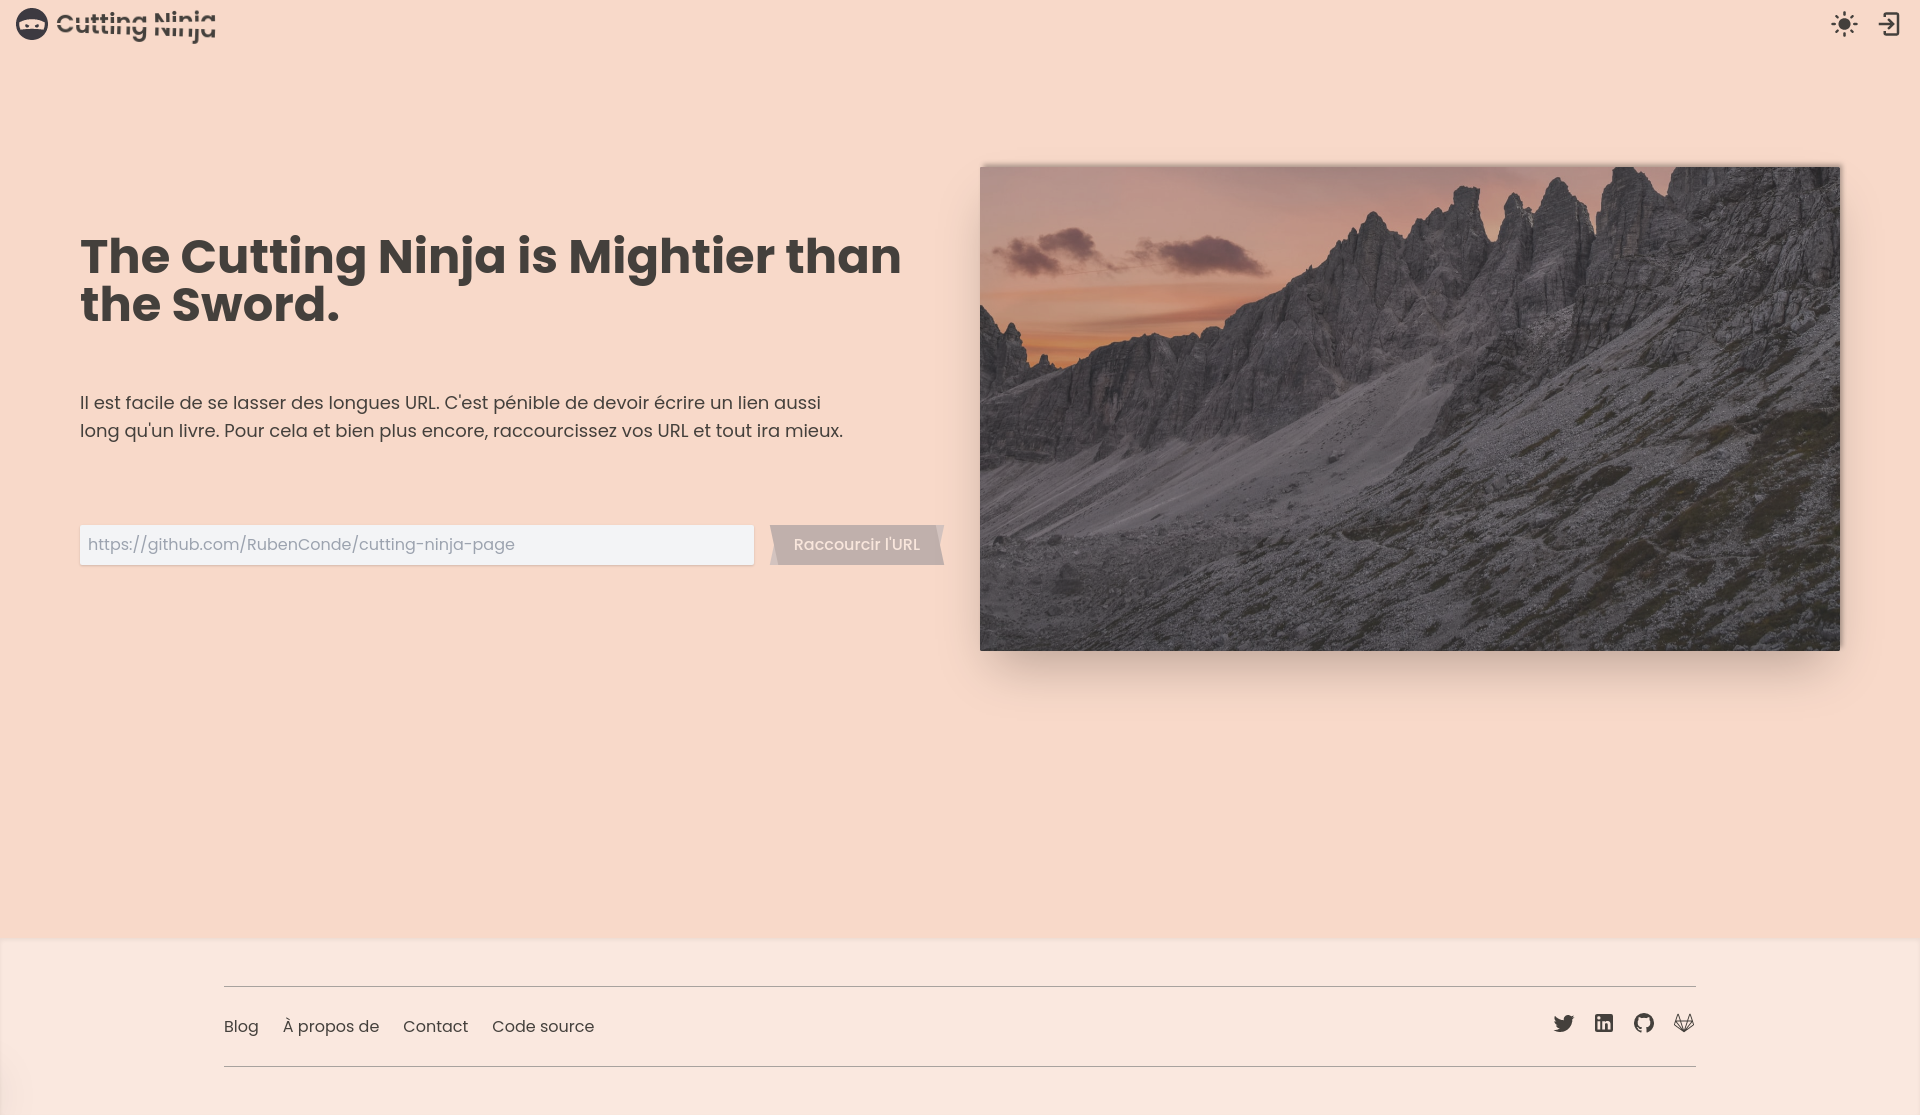 Cutting Ninja
The Cutting Ninja is Mightier than
the Sword.
Il est facile de se lasser des longues URL. C'est pénible de devoir écrire un lien aussi
long qu'un livre. Pour cela et bien plus encore, raccourcissez vos URL et tout ira mieux.
https://github.com/RubenConde/cutting-ninja-page
Raccourcir l'URL
Blog
À propos de
Contact
Code source